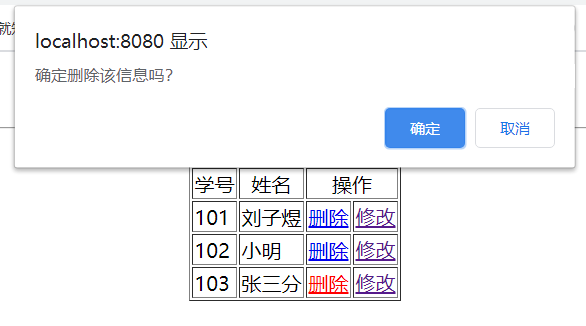 localhost:8080 显示
确定删除该信息吗?
确定 取消
学号 姓名 操作
101 刘子煜 删除 修改
102 小明 删除 修改
103 张三分 删除 修改